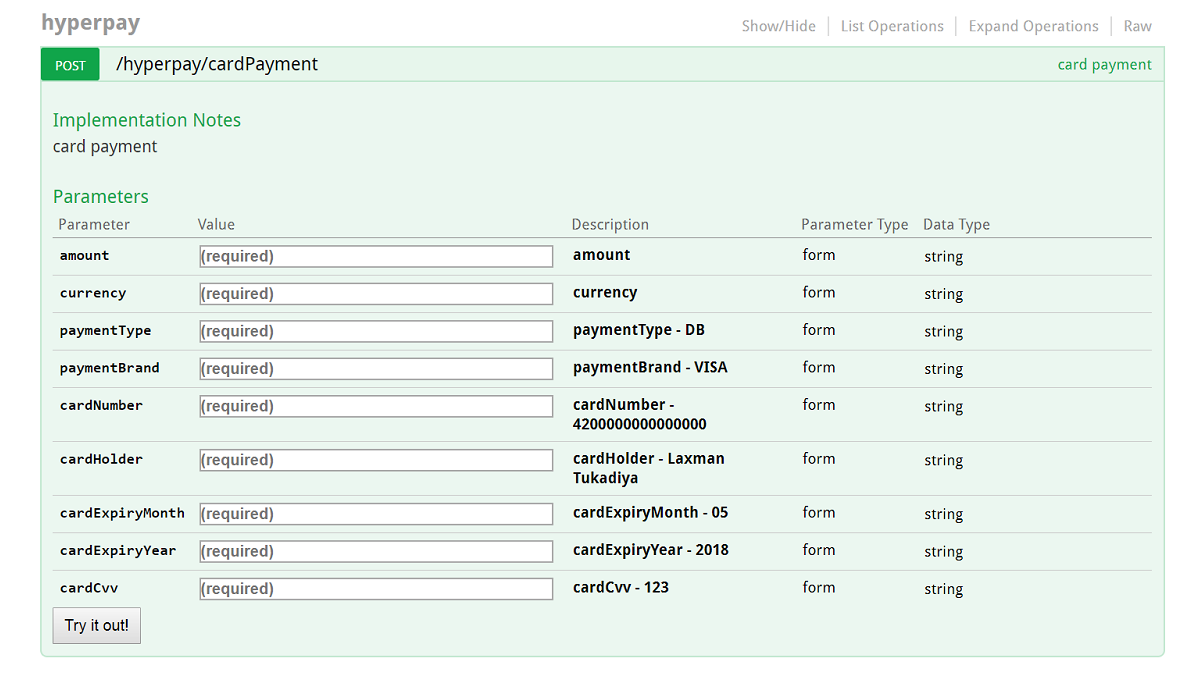 hyperpay
Show/Hide List Operations Expand Operations Raw
POST /hyperpay/cardPayment card payment
Implementation Notes
card payment
Parameters
Parameter Value Description Parameter Type Data Type
amount (required) amount form string
currency (required) currency form string
paymentType (required) paymentType - DB form string
paymentBrand (required) paymentBrand - VISA form string
cardNumber (required) cardNumber - form string
4200000000000000
cardHolder (required) cardHolder - Laxman form string
Tukadiya
cardExpiryMonth (required) cardExpiryMonth - 05 form string
cardExpiryYear (required) cardExpiryYear - 2018 form string
cardCvv (required) cardCvv - 123 form string
Try it out!